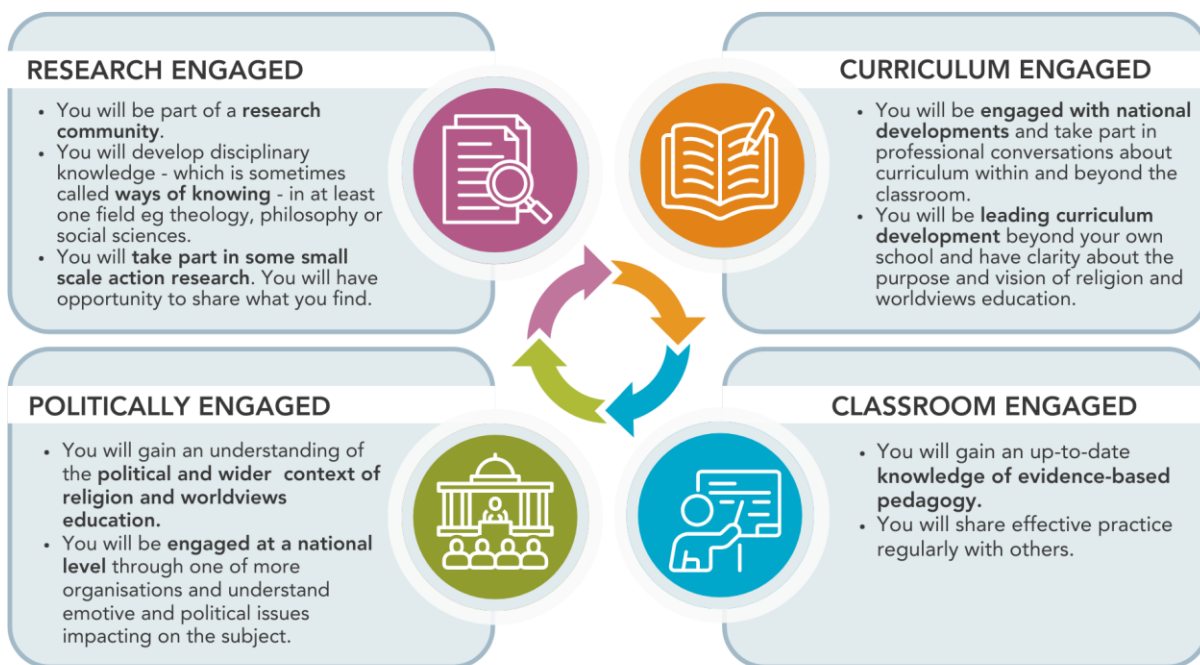 RESEARCH ENGAGED
• You will be part of a research
community.
• You will develop disciplinary
knowledge - which is sometimes
called ways of knowing - in at least
one field eg theology, philosophy or
social sciences.
• You will take part in some small
scale action research. You will have
opportunity to share what you find.
CURRICULUM ENGAGED
• You will be engaged with national
developments and take part in
professional conversations about
curriculum within and beyond the
classroom.
• You will be leading curriculum
development beyond your own
school and have clarity about the
purpose and vision of religion and
worldviews education.
POLITICALLY ENGAGED
• You will gain an understanding of
the political and wider context of
religion and worldviews
education.
• You will be engaged at a national
level through one of more
organisations and understand
emotive and political issues
impacting on the subject.
CLASSROOM ENGAGED
• You will gain an up-to-date
knowledge of evidence-based
pedagogy.
• You will share effective practice
regularly with others.